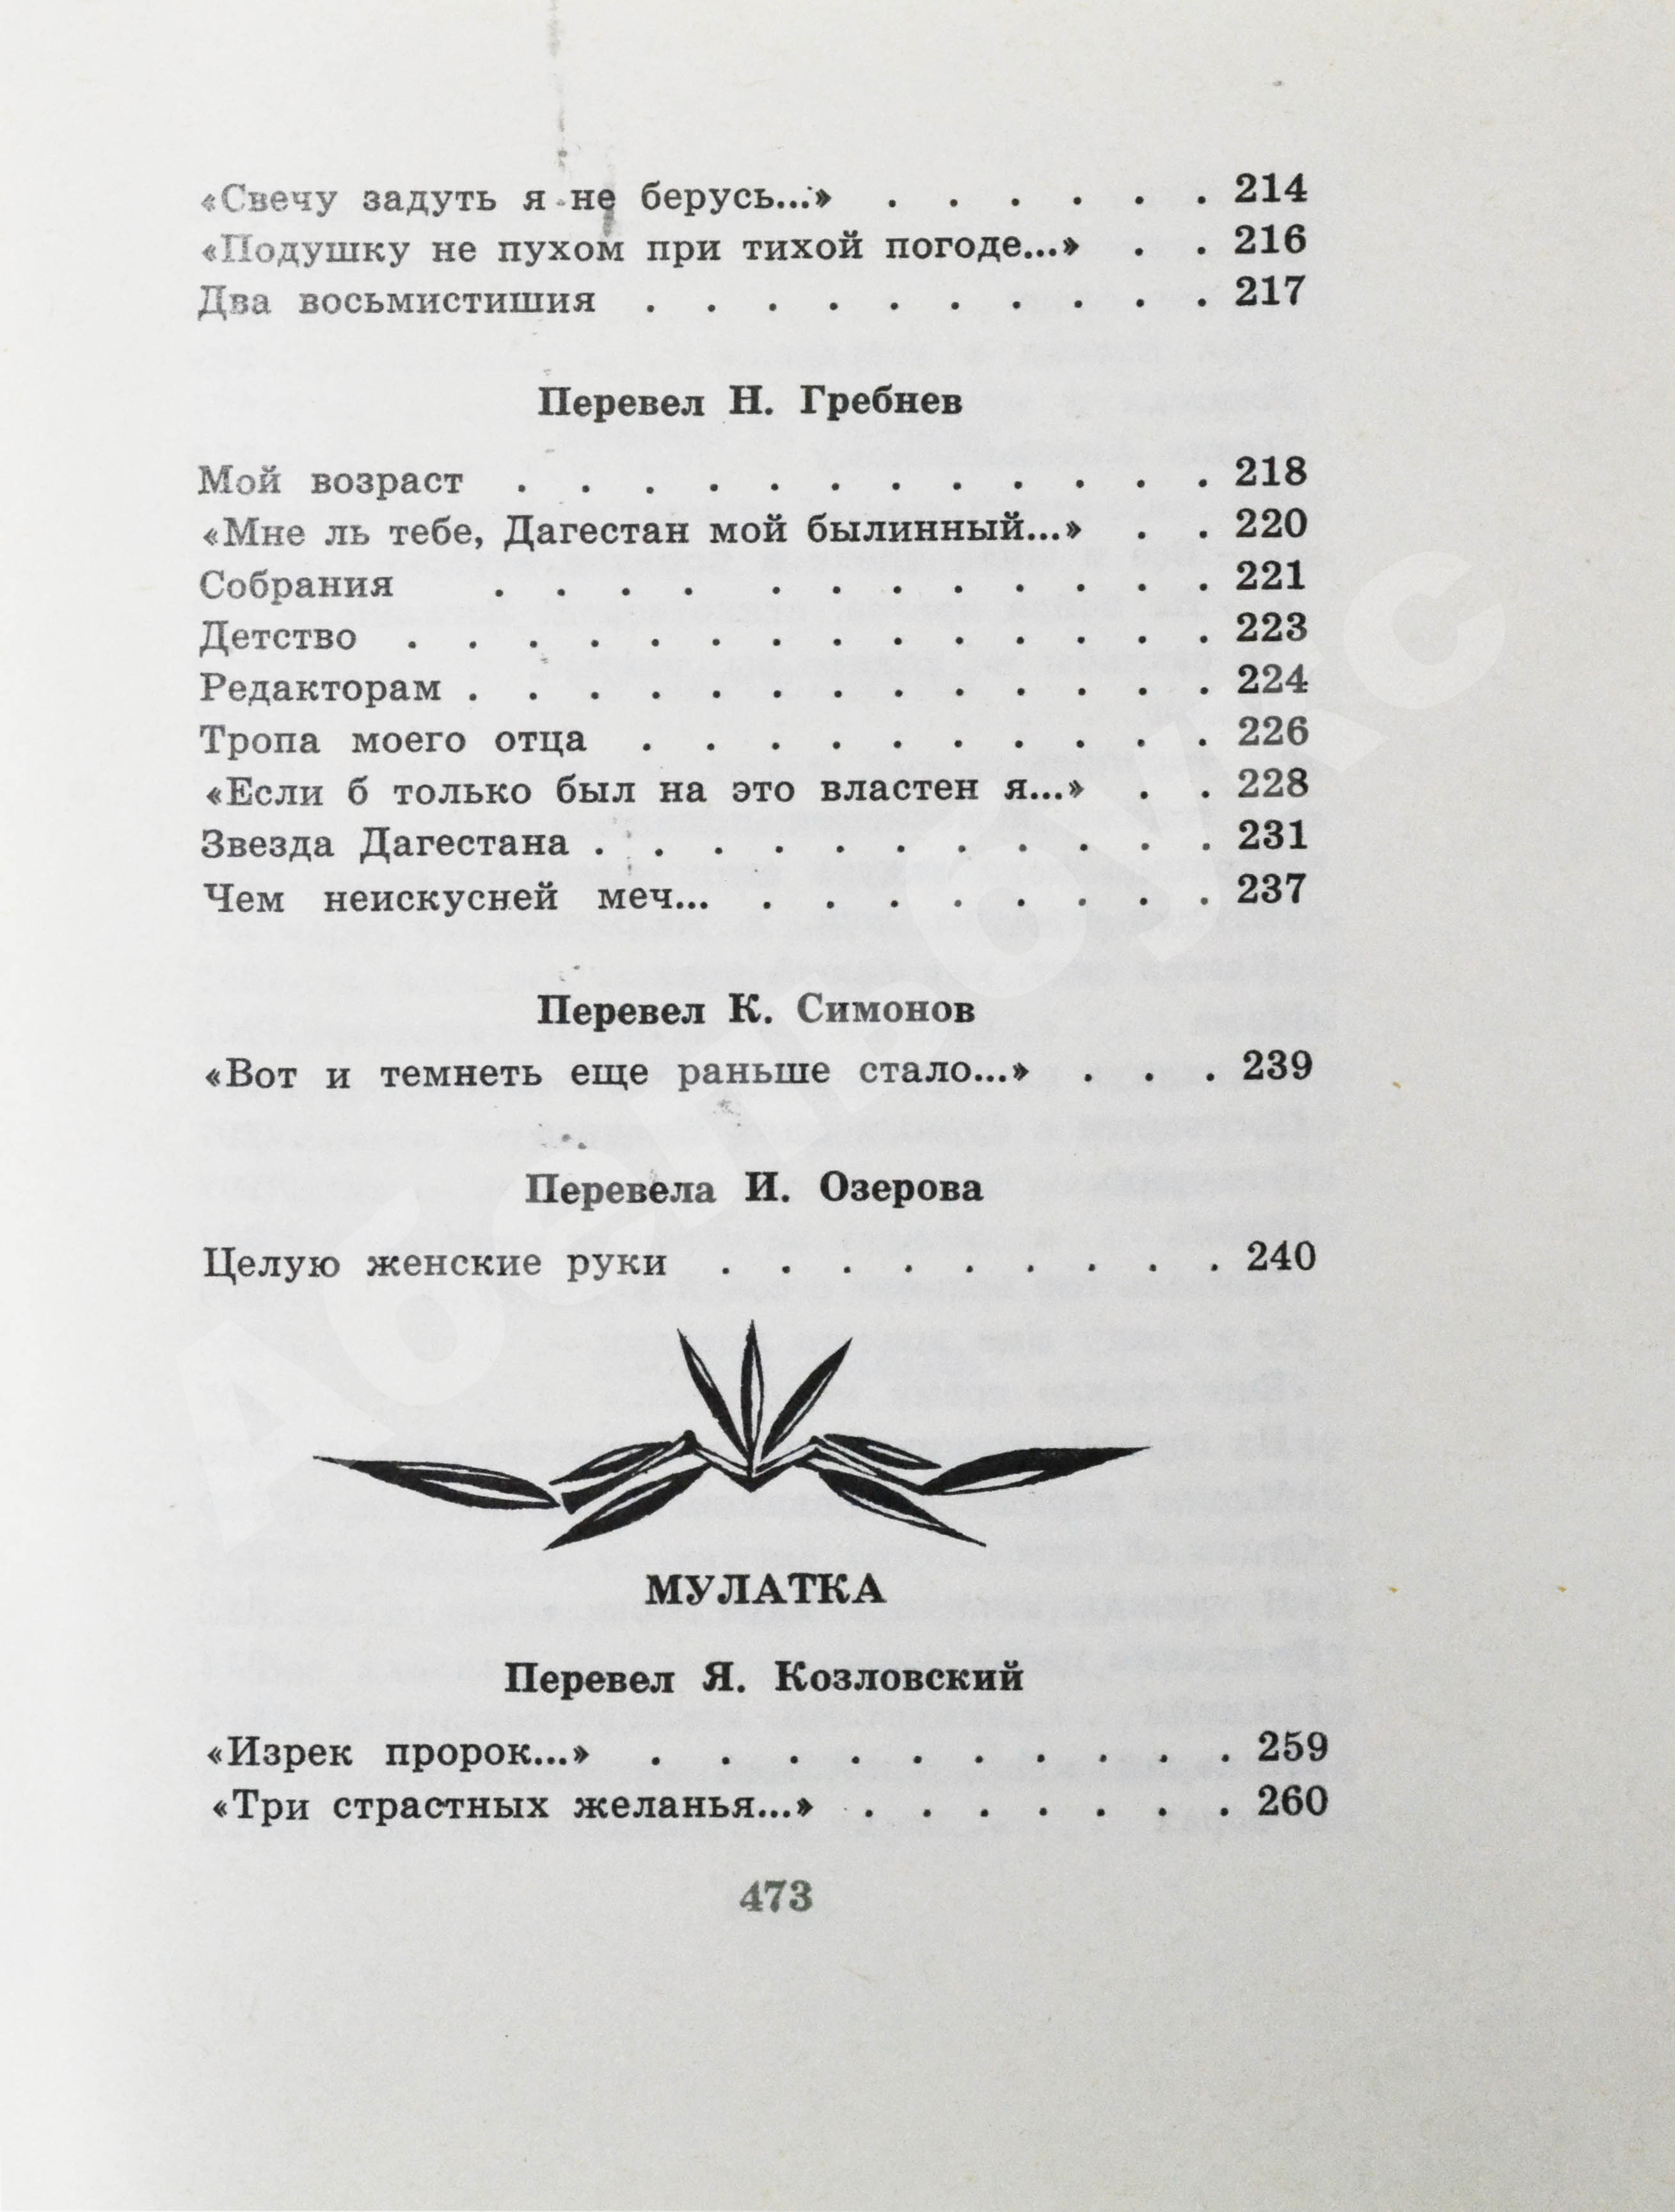 «Свечу задуть я не берусь...» . . . . . . 214
«Подушку не пухом при тихой погоде...» . . 216
Два восьмистишия . . . . . . . . . . 217
Перевел Н. Гребнев
Мой возраст . . . . . . . . . . . . 218
«Мне ль тебе, Дагестан мой былинный...» . . 220
Собрания . . . . . . . . . . . . 221
Детство . . . . . . . . . . . . . . 223
Редакторам . . . . . . . . . . . . . 224
Тропа моего отца . . . . . . . . . . 226
«Если б только был на это властен я...» . . 228
Звезда Дагестана . . . . . . . . . . . 231
Чем неискусней меч... . . . . . . . . 237
Перевел К. Симонов
«Вот и темнеть еще раньше стало...» . . . 239
Перевела И. Озерова
Целую женские руки . . . . . . . . . 240
МУЛАТКА
Перевел Я. Козловский
«Изрек пророк...» . . . . . . . . . 259
«Три страстных желанья...» . . . . . . . 260
473
Абенбукс